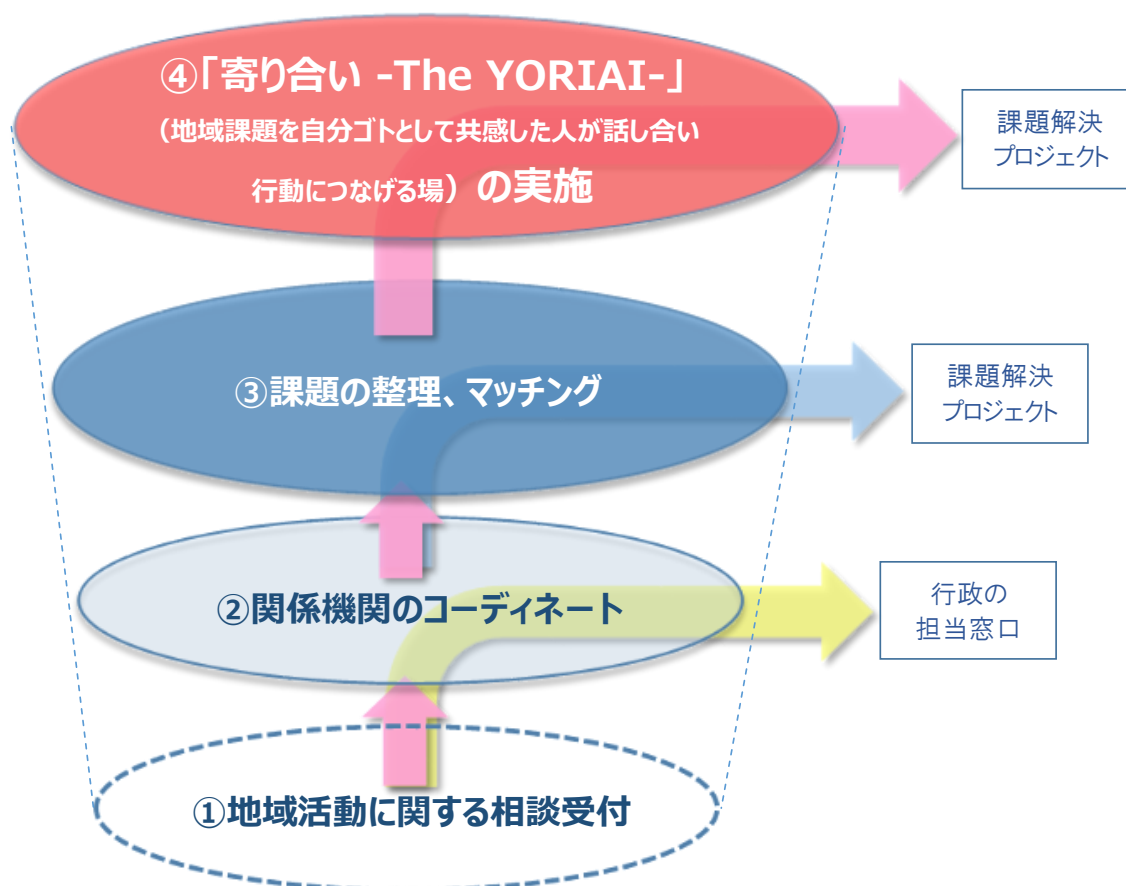 ④「寄り合い -The YORIAI-」
（地域課題を自分ゴトとして共感した人が話し合い
行動につなげる場）の実施
課題解決
プロジェクト
③課題の整理、マッチング
課題解決
プロジェクト
②関係機関のコーディネート
行政の
担当窓口
①地域活動に関する相談受付